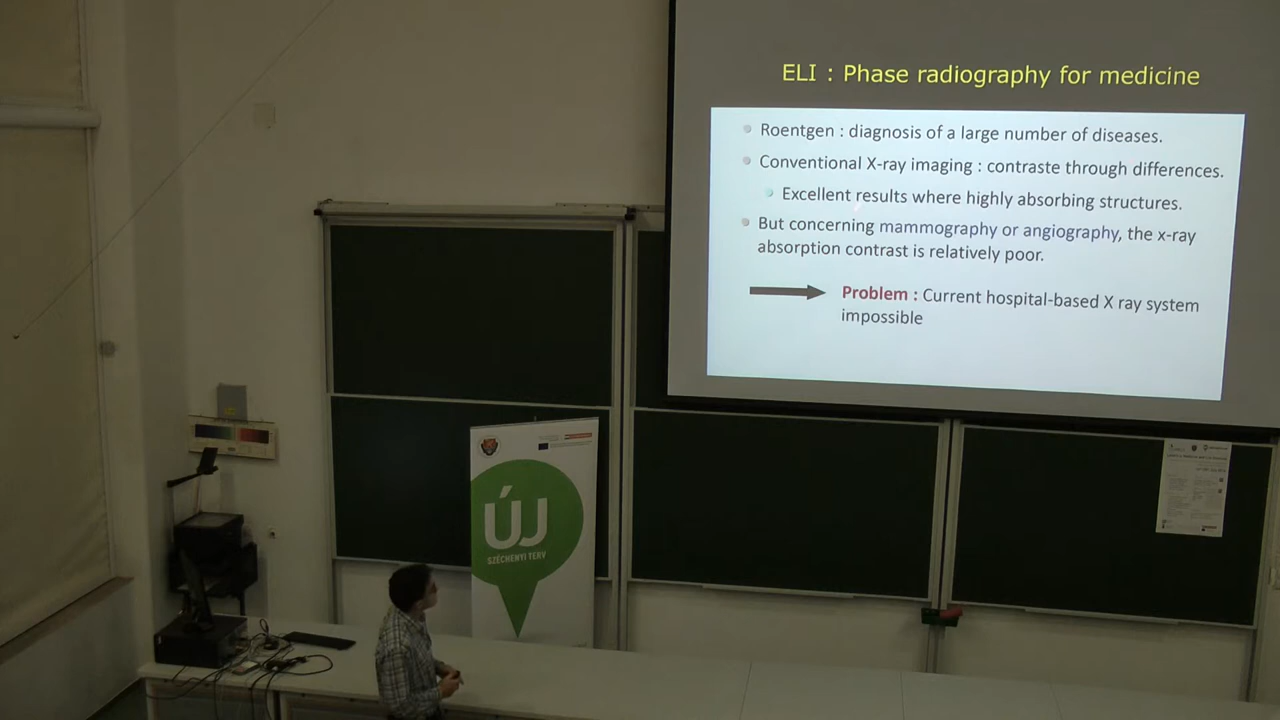 ELI : Phase radiography for medicine
Roentgen : diagnosis of a large number of diseases.
Conventional X-ray imaging : contraste through differences.
Excellent results where highly absorbing structures.
But concerning mammography or angiography, the x-ray
absorption contrast is relatively poor.
Problem : Current hospital-based X ray system
impossible
ÚJ
SZÉCHENYI TERV